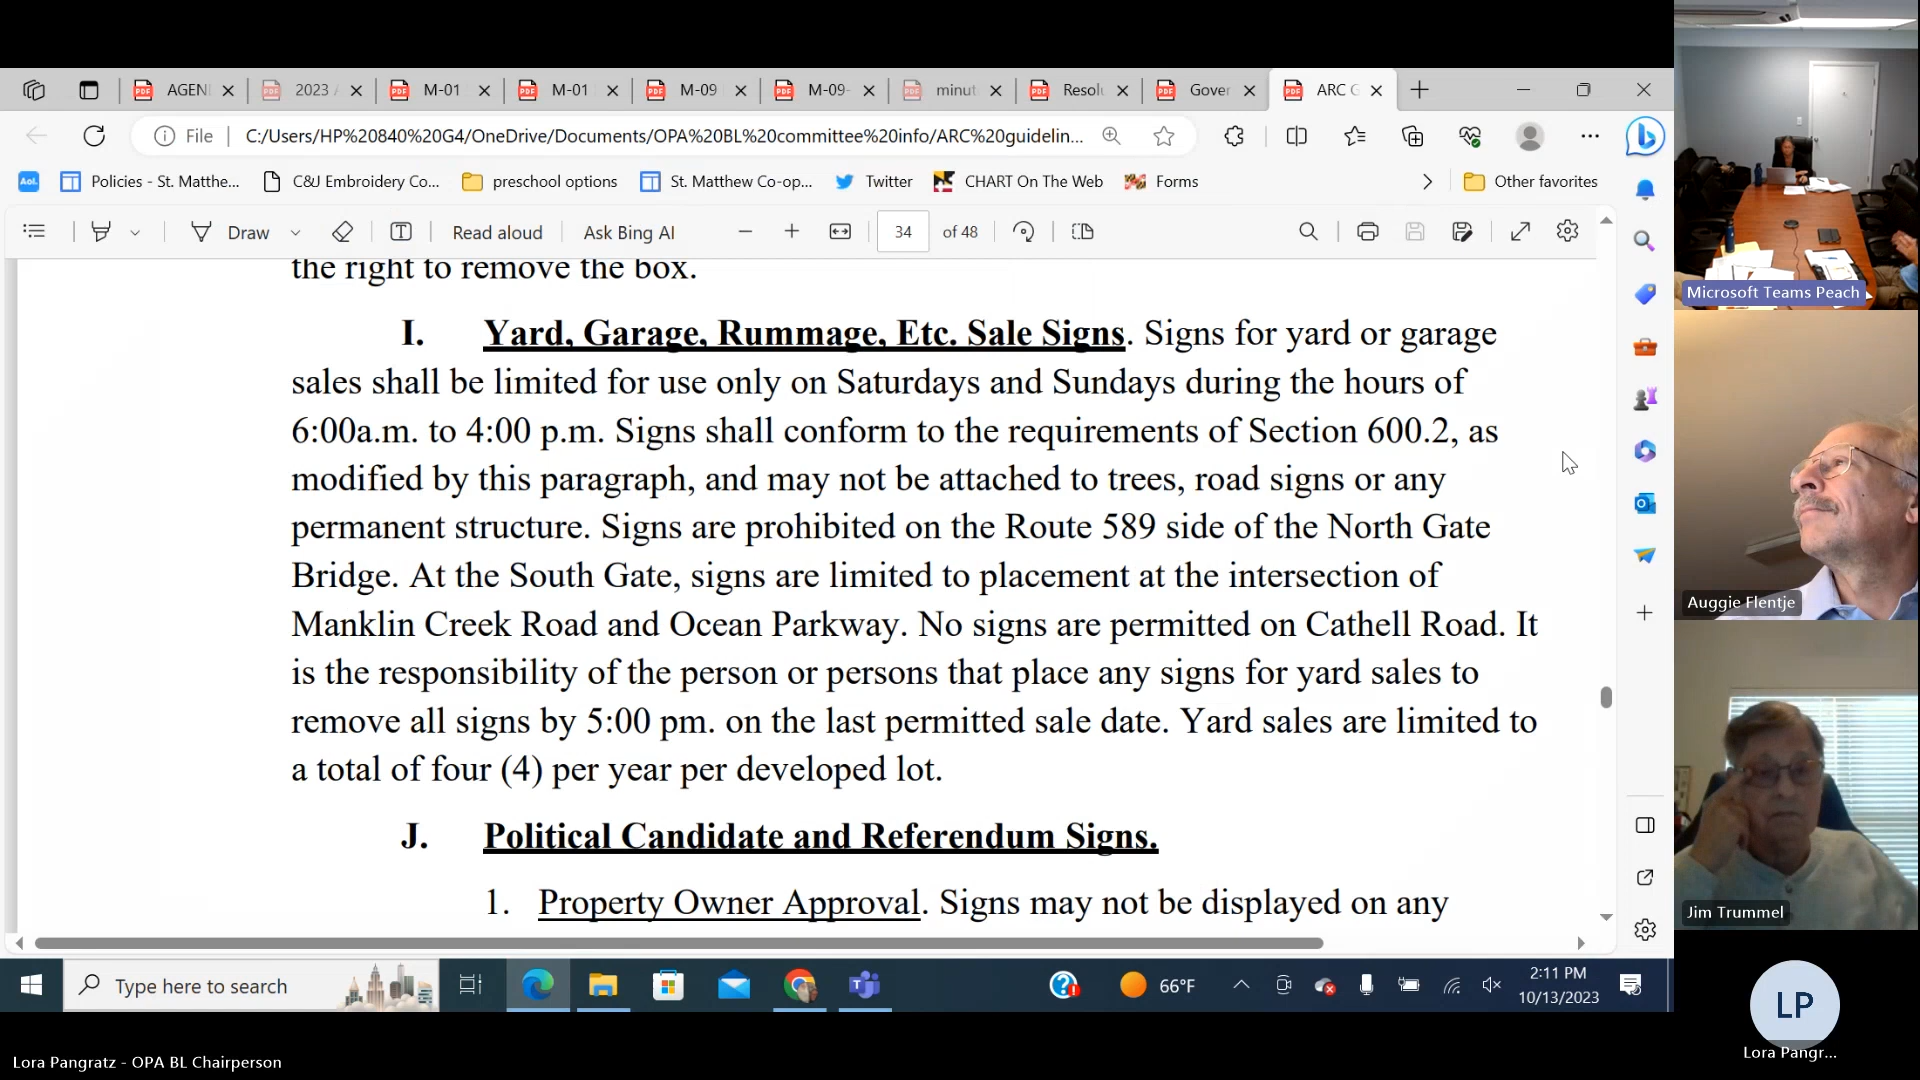 AGEN
2023
M-01
M-01
M-09
M-09-
minut
Resolu
Gover
ARC G
File
C:/Users/HP%20840%20G4/OneDrive/Documents/OPA%20BL%20committee%20info/ARC%20guidelin...
Aol.
Policies - St. Matthe...
C&J Embroidery Co...
preschool options
St. Matthew Co-op...
Twitter
CHART On The Web
Forms
Other favorites
Draw
Read aloud
Ask Bing AI
34
of 48
the right to remove the box.
I. Yard, Garage, Rummage, Etc. Sale Signs. Signs for yard or garage
sales shall be limited for use only on Saturdays and Sundays during the hours of
6:00a.m. to 4:00 p.m. Signs shall conform to the requirements of Section 600.2, as
modified by this paragraph, and may not be attached to trees, road signs or any
permanent structure. Signs are prohibited on the Route 589 side of the North Gate
Bridge. At the South Gate, signs are limited to placement at the intersection of
Manklin Creek Road and Ocean Parkway. No signs are permitted on Cathell Road. It
is the responsibility of the person or persons that place any signs for yard sales to
remove all signs by 5:00 pm. on the last permitted sale date. Yard sales are limited to
a total of four (4) per year per developed lot.
J. Political Candidate and Referendum Signs.
1. Property Owner Approval. Signs may not be displayed on any
Type here to search
66°F
2:11 PM
10/13/2023
Microsoft Teams Peach
Auggie Flentje
Jim Trummel
LP
Lora Pangr...
Lora Pangratz - OPA BL Chairperson